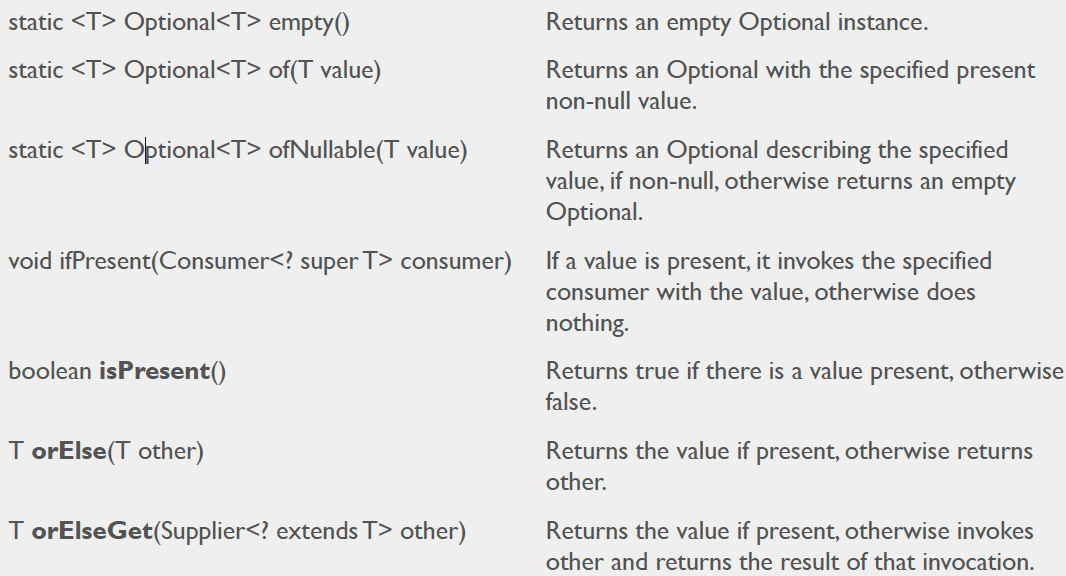 static <T> Optional<T> empty() Returns an empty Optional instance.
static <T> Optional<T> of(T value) Returns an Optional with the specified present
non-null value.
static <T> Optional<T> ofNullable(T value) Returns an Optional describing the specified
value, if non-null, otherwise returns an empty
Optional.
void ifPresent(Consumer<? super T> consumer) If a value is present, it invokes the specified
consumer with the value, otherwise does
nothing.
boolean isPresent() Returns true if there is a value present, otherwise
false.
T orElse(T other) Returns the value if present, otherwise returns
other.
T orElseGet(Supplier<? extends T> other) Returns the value if present, otherwise invokes
other and returns the result of that invocation.